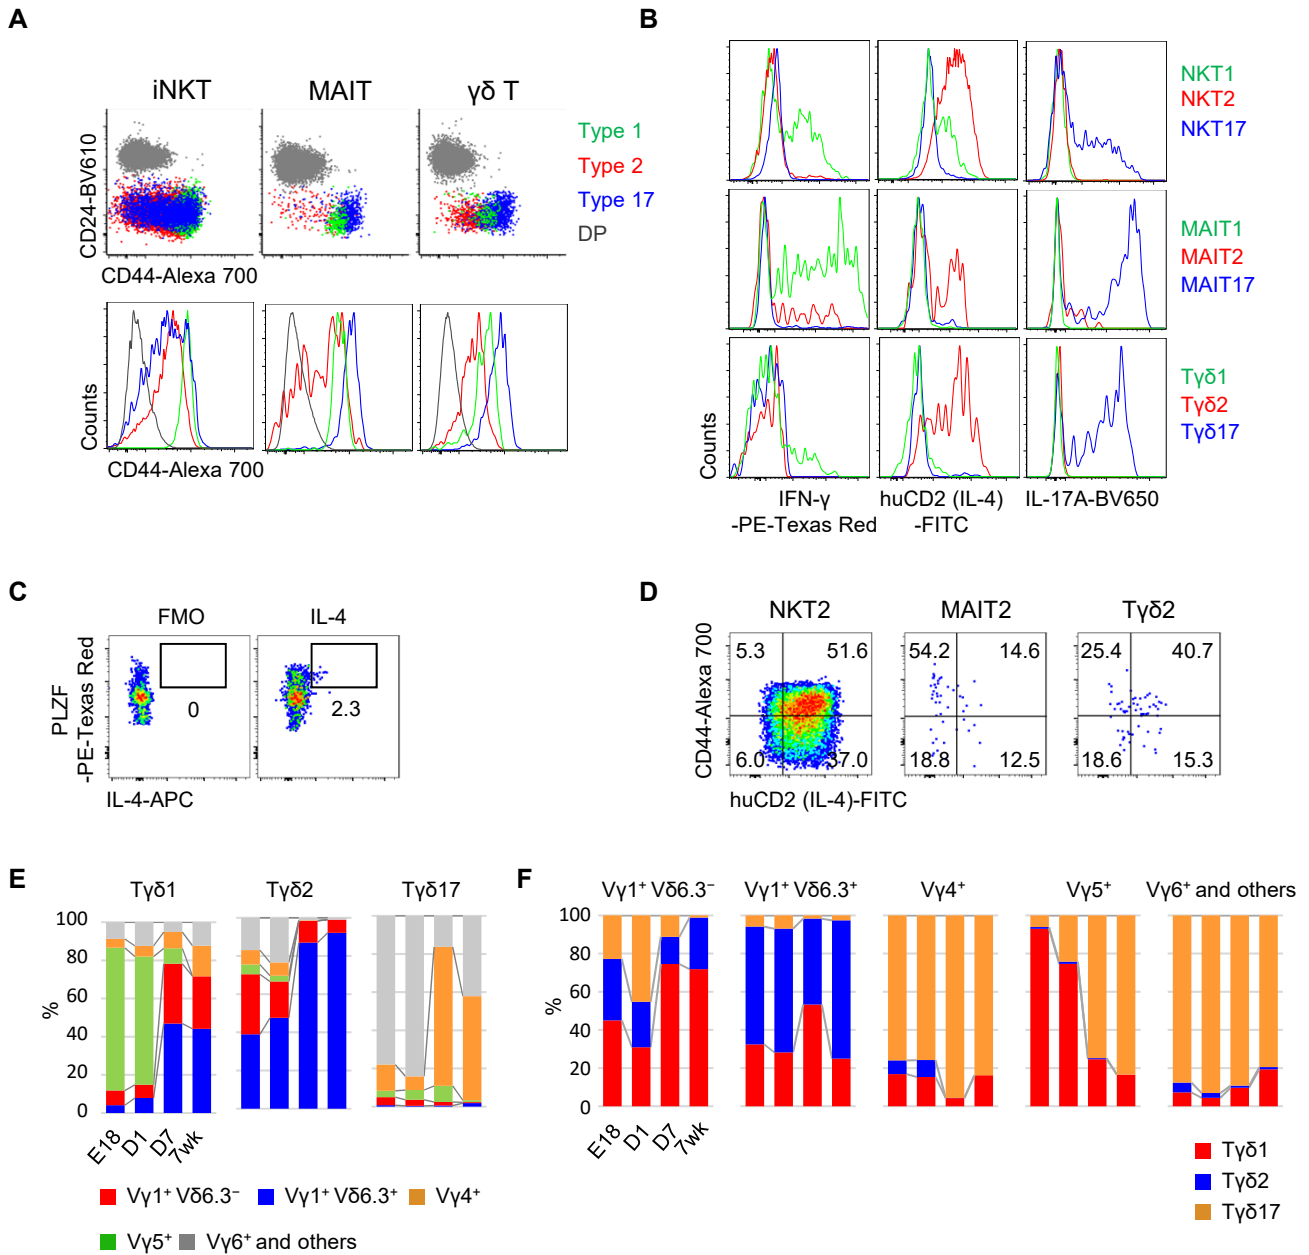 A
iNKT
MAIT
γδ T
CD24-BV610
Type 1
Type 2
Type 17
DP
CD44-Alexa 700
Counts
CD44-Alexa 700
B
NKT1
NKT2
NKT17
MAIT1
MAIT2
MAIT17
Tγδ1
Tγδ2
Tγδ17
Counts
IFN-γ
-PE-Texas Red
huCD2 (IL-4)
-FITC
IL-17A-BV650
C
FMO
IL-4
PLZF
-PE-Texas Red
0
2.3
IL-4-APC
D
NKT2
MAIT2
Tγδ2
CD44-Alexa 700
5.3
51.6
54.2
14.6
25.4
40.7
6.0
37.0
18.8
12.5
18.6
15.3
huCD2 (IL-4)-FITC
E
Tγδ1
Tγδ2
Tγδ17
100
80
60
%
40
20
0
E18
D1
D7
7wk
Vγ1⁺ Vδ6.3⁻
Vγ1⁺ Vδ6.3⁺
Vγ4⁺
Vγ5⁺
Vγ6⁺ and others
F
Vγ1⁺ Vδ6.3⁻
Vγ1⁺ Vδ6.3⁺
Vγ4⁺
Vγ5⁺
Vγ6⁺ and others
100
80
60
%
40
20
0
E18
D1
D7
7wk
Tγδ1
Tγδ2
Tγδ17